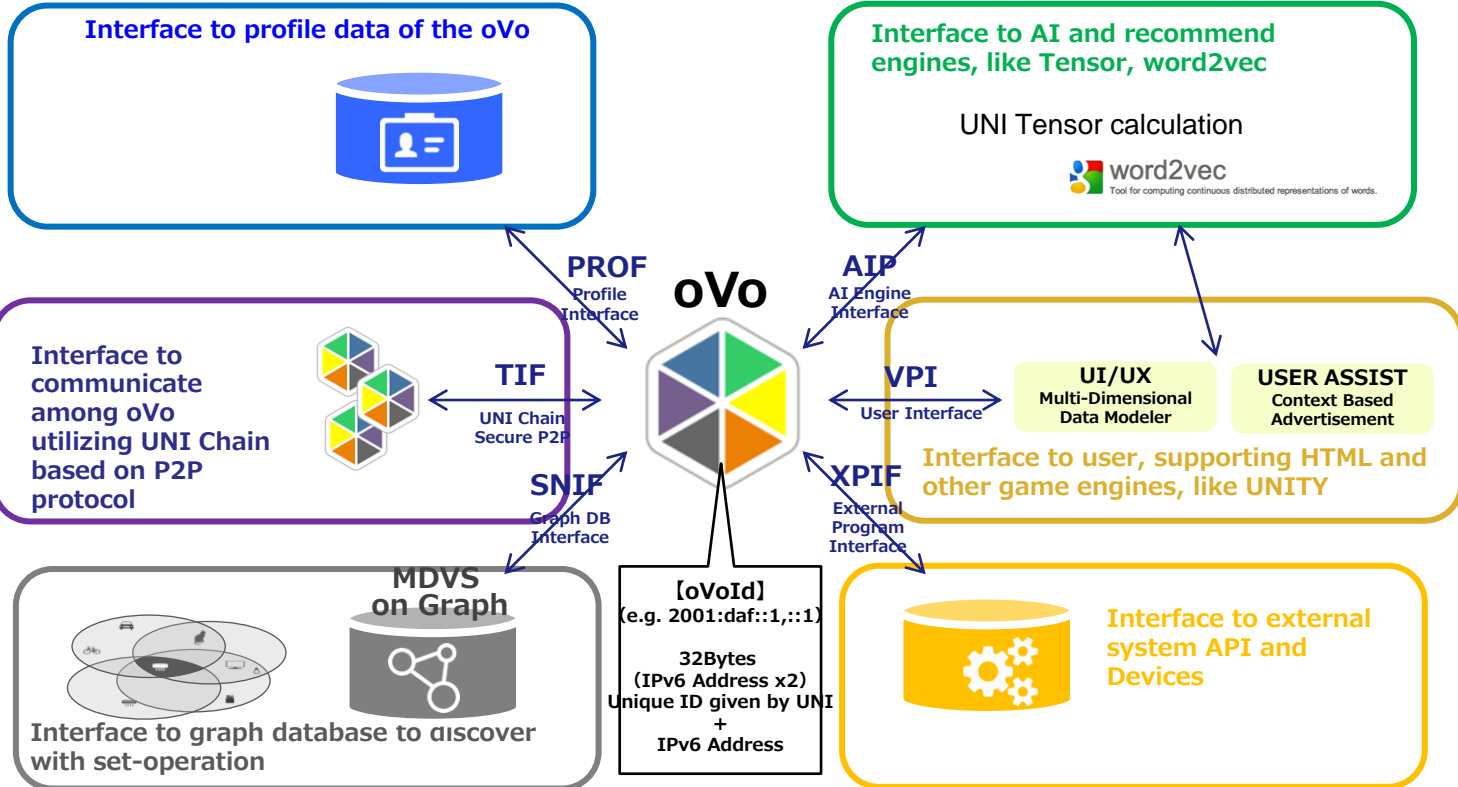 Interface to profile data of the oVo
Interface to AI and recommend
engines, like Tensor, word2vec
UNI Tensor calculation
word2vec
Tool for computing continuous distributed representations of words.
PROF
Profile
Interface
oVo
AIP
AI Engine
Interface
Interface to
communicate
among oVo
utilizing UNI Chain
based on P2P
protocol
TIF
UNI Chain
Secure P2P
VPI
User Interface
UI/UX
Multi-Dimensional
Data Modeler
USER ASSIST
Context Based
Advertisement
Interface to user, supporting HTML and
other game engines, like UNITY
SNIF
Graph DB
Interface
XPIF
External
Program
Interface
MDVS
on Graph
Interface to graph database to discover
with set-operation
【oVoId】
(e.g. 2001:daf::1,::1)
32Bytes
（IPv6 Address x2）
Unique ID given by UNI
+
IPv6 Address
Interface to external
system API and
Devices